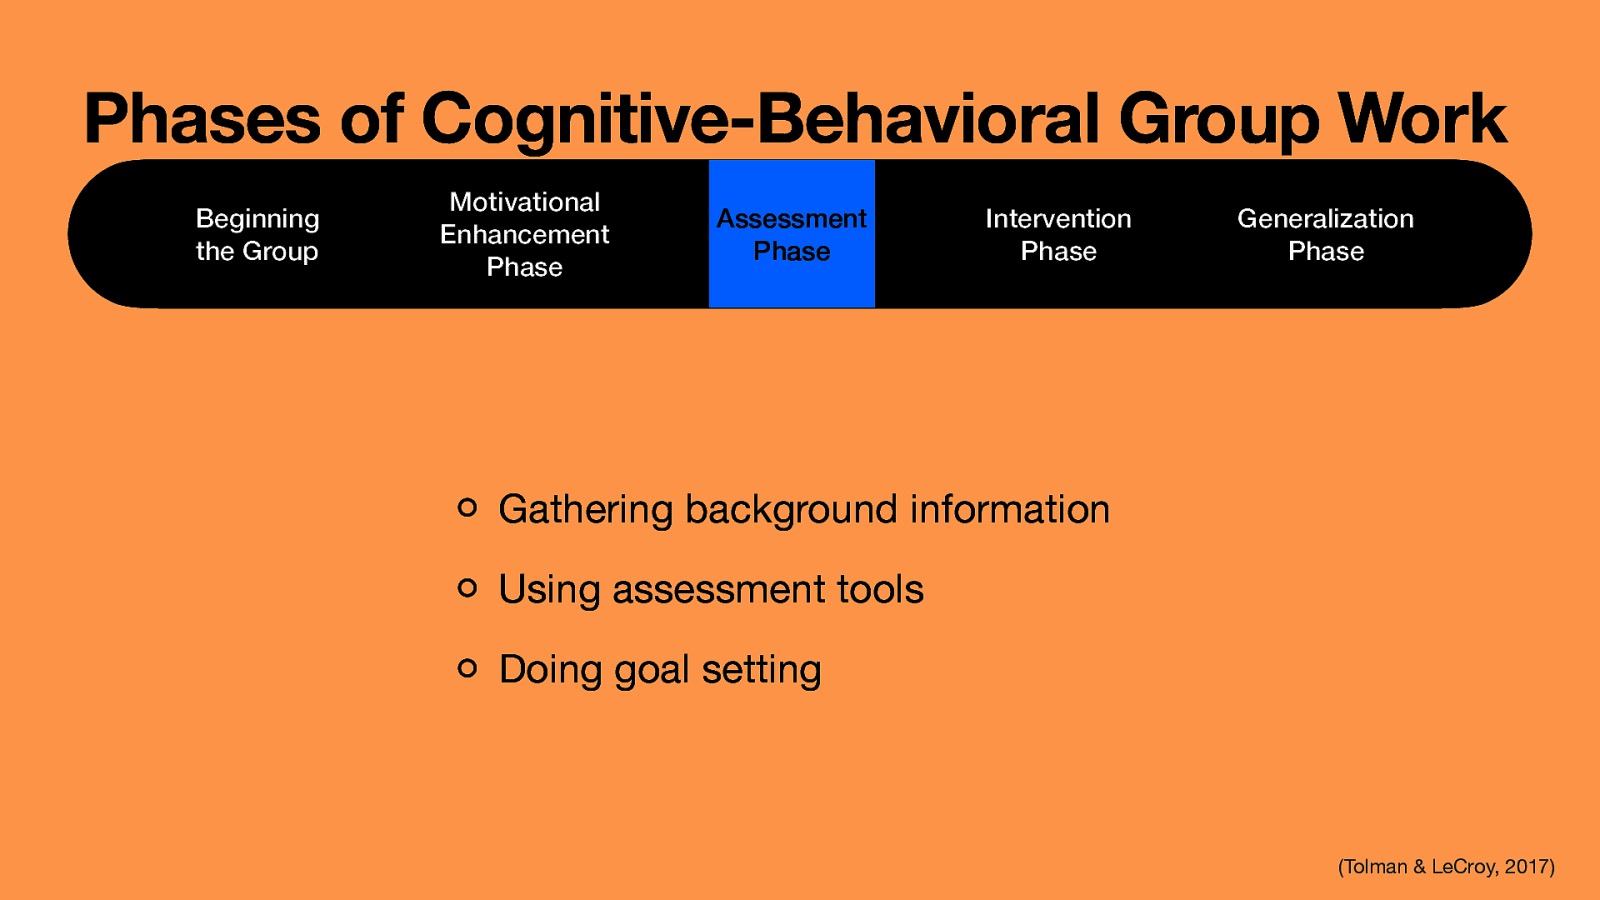 Phases of Cognitive-Behavioral Group Work
Beginning
the Group
Motivational
Enhancement
Phase
Assessment
Phase
Intervention
Phase
Generalization
Phase
Gathering background information
Using assessment tools
Doing goal setting
(Tolman & LeCroy, 2017)